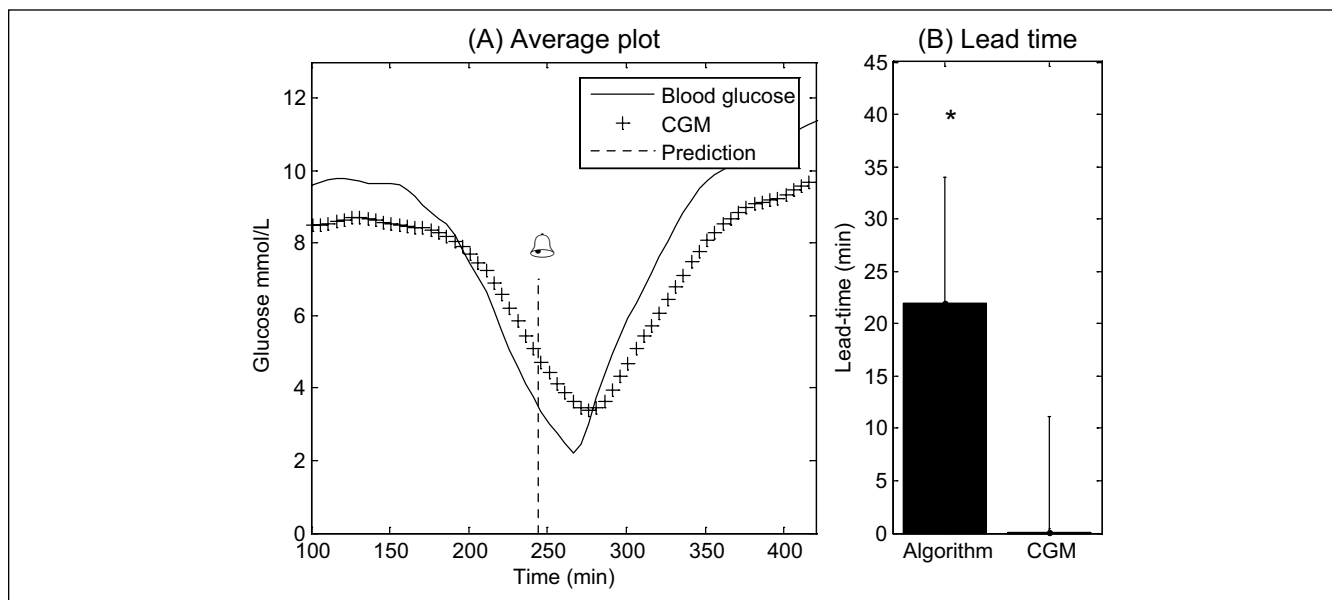 (A) Average plot
12
10
8
6
4
2
0
Glucose mmol/L
100
150
200
250
300
350
400
Time (min)
Blood glucose
CGM
Prediction
(B) Lead time
45
40
35
30
25
20
15
10
5
0
Lead-time (min)
*
Algorithm
CGM